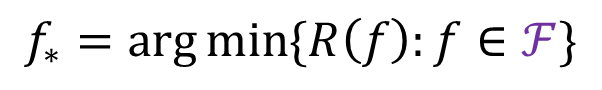 f_* = arg min{R(f): f ∈ ℱ}